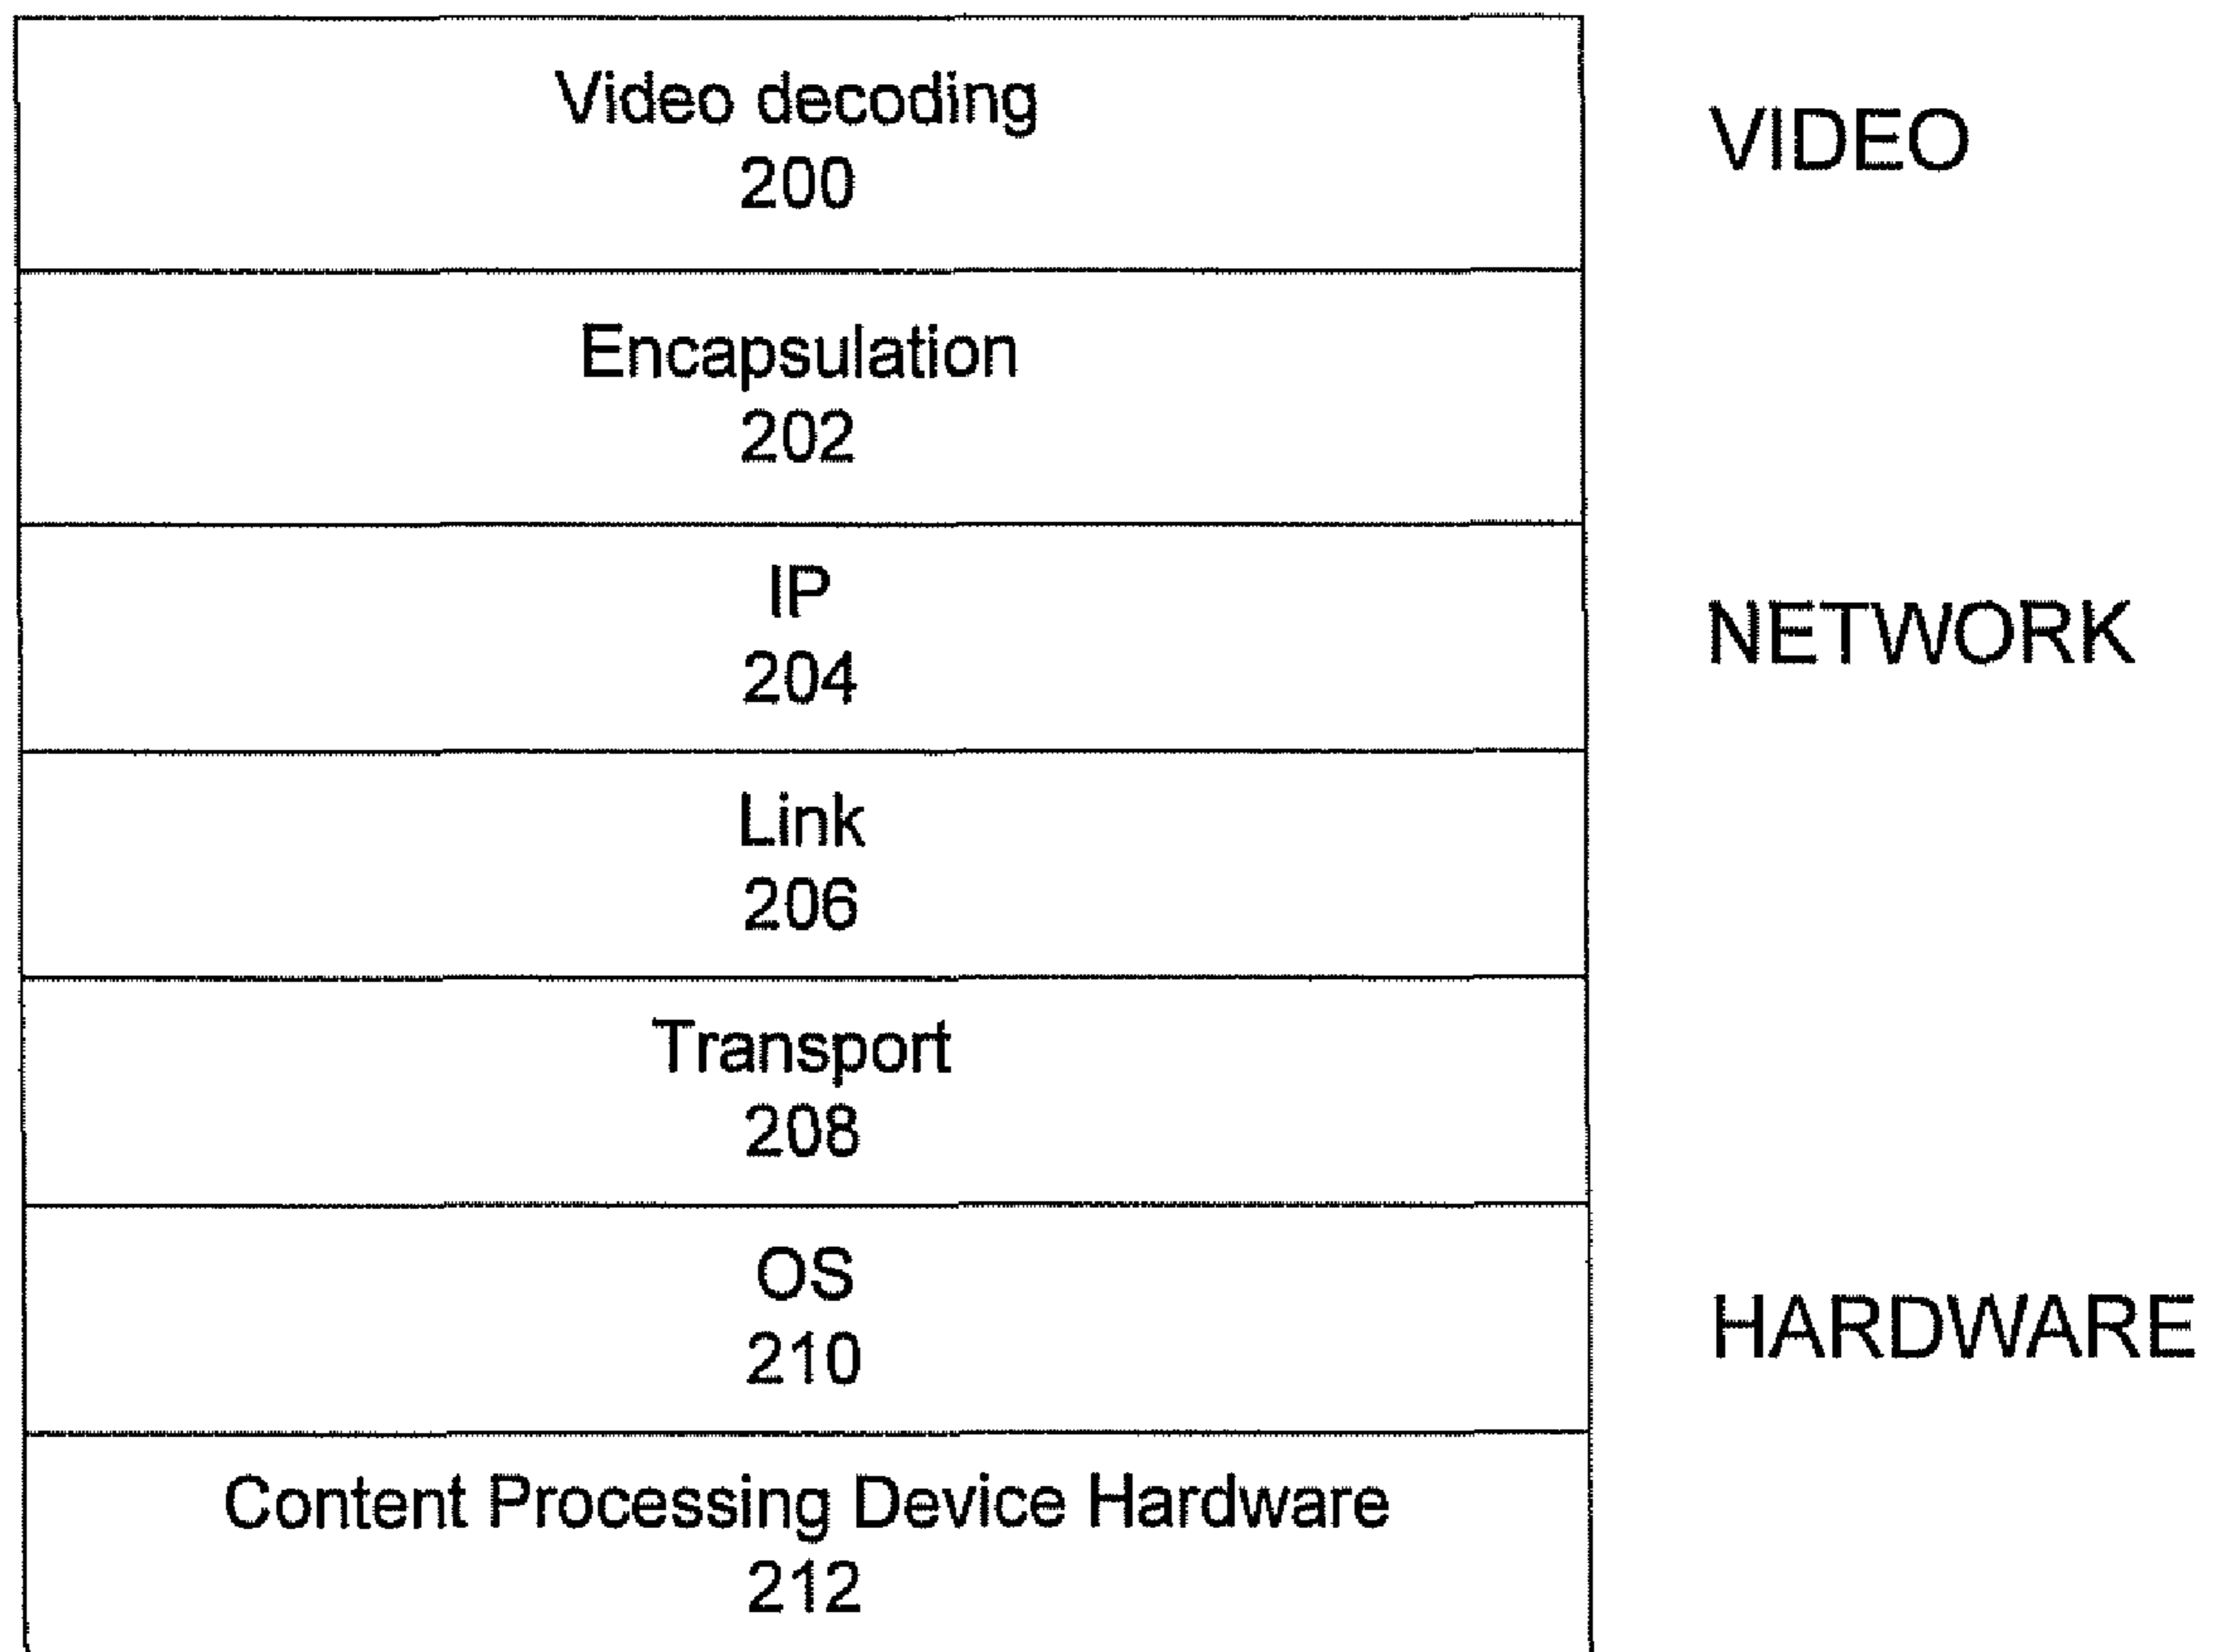 Video decoding
200
VIDEO
Encapsulation
202
IP
204
NETWORK
Link
206
Transport
208
OS
210
HARDWARE
Content Processing Device Hardware
212